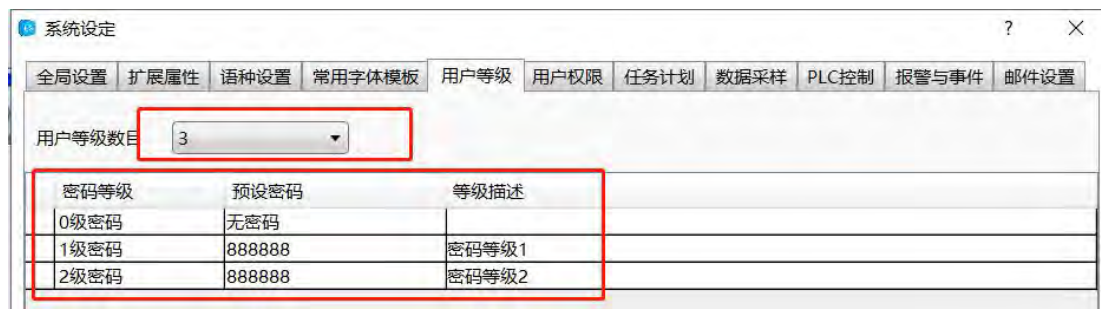 系统设定 ? ×
全局设置 扩展属性 语种设置 常用字体模板 用户等级 用户权限 任务计划 数据采样 PLC控制 报警与事件 邮件设置
用户等级数目 3
密码等级 预设密码 等级描述
0级密码 无密码
1级密码 888888 密码等级1
2级密码 888888 密码等级2